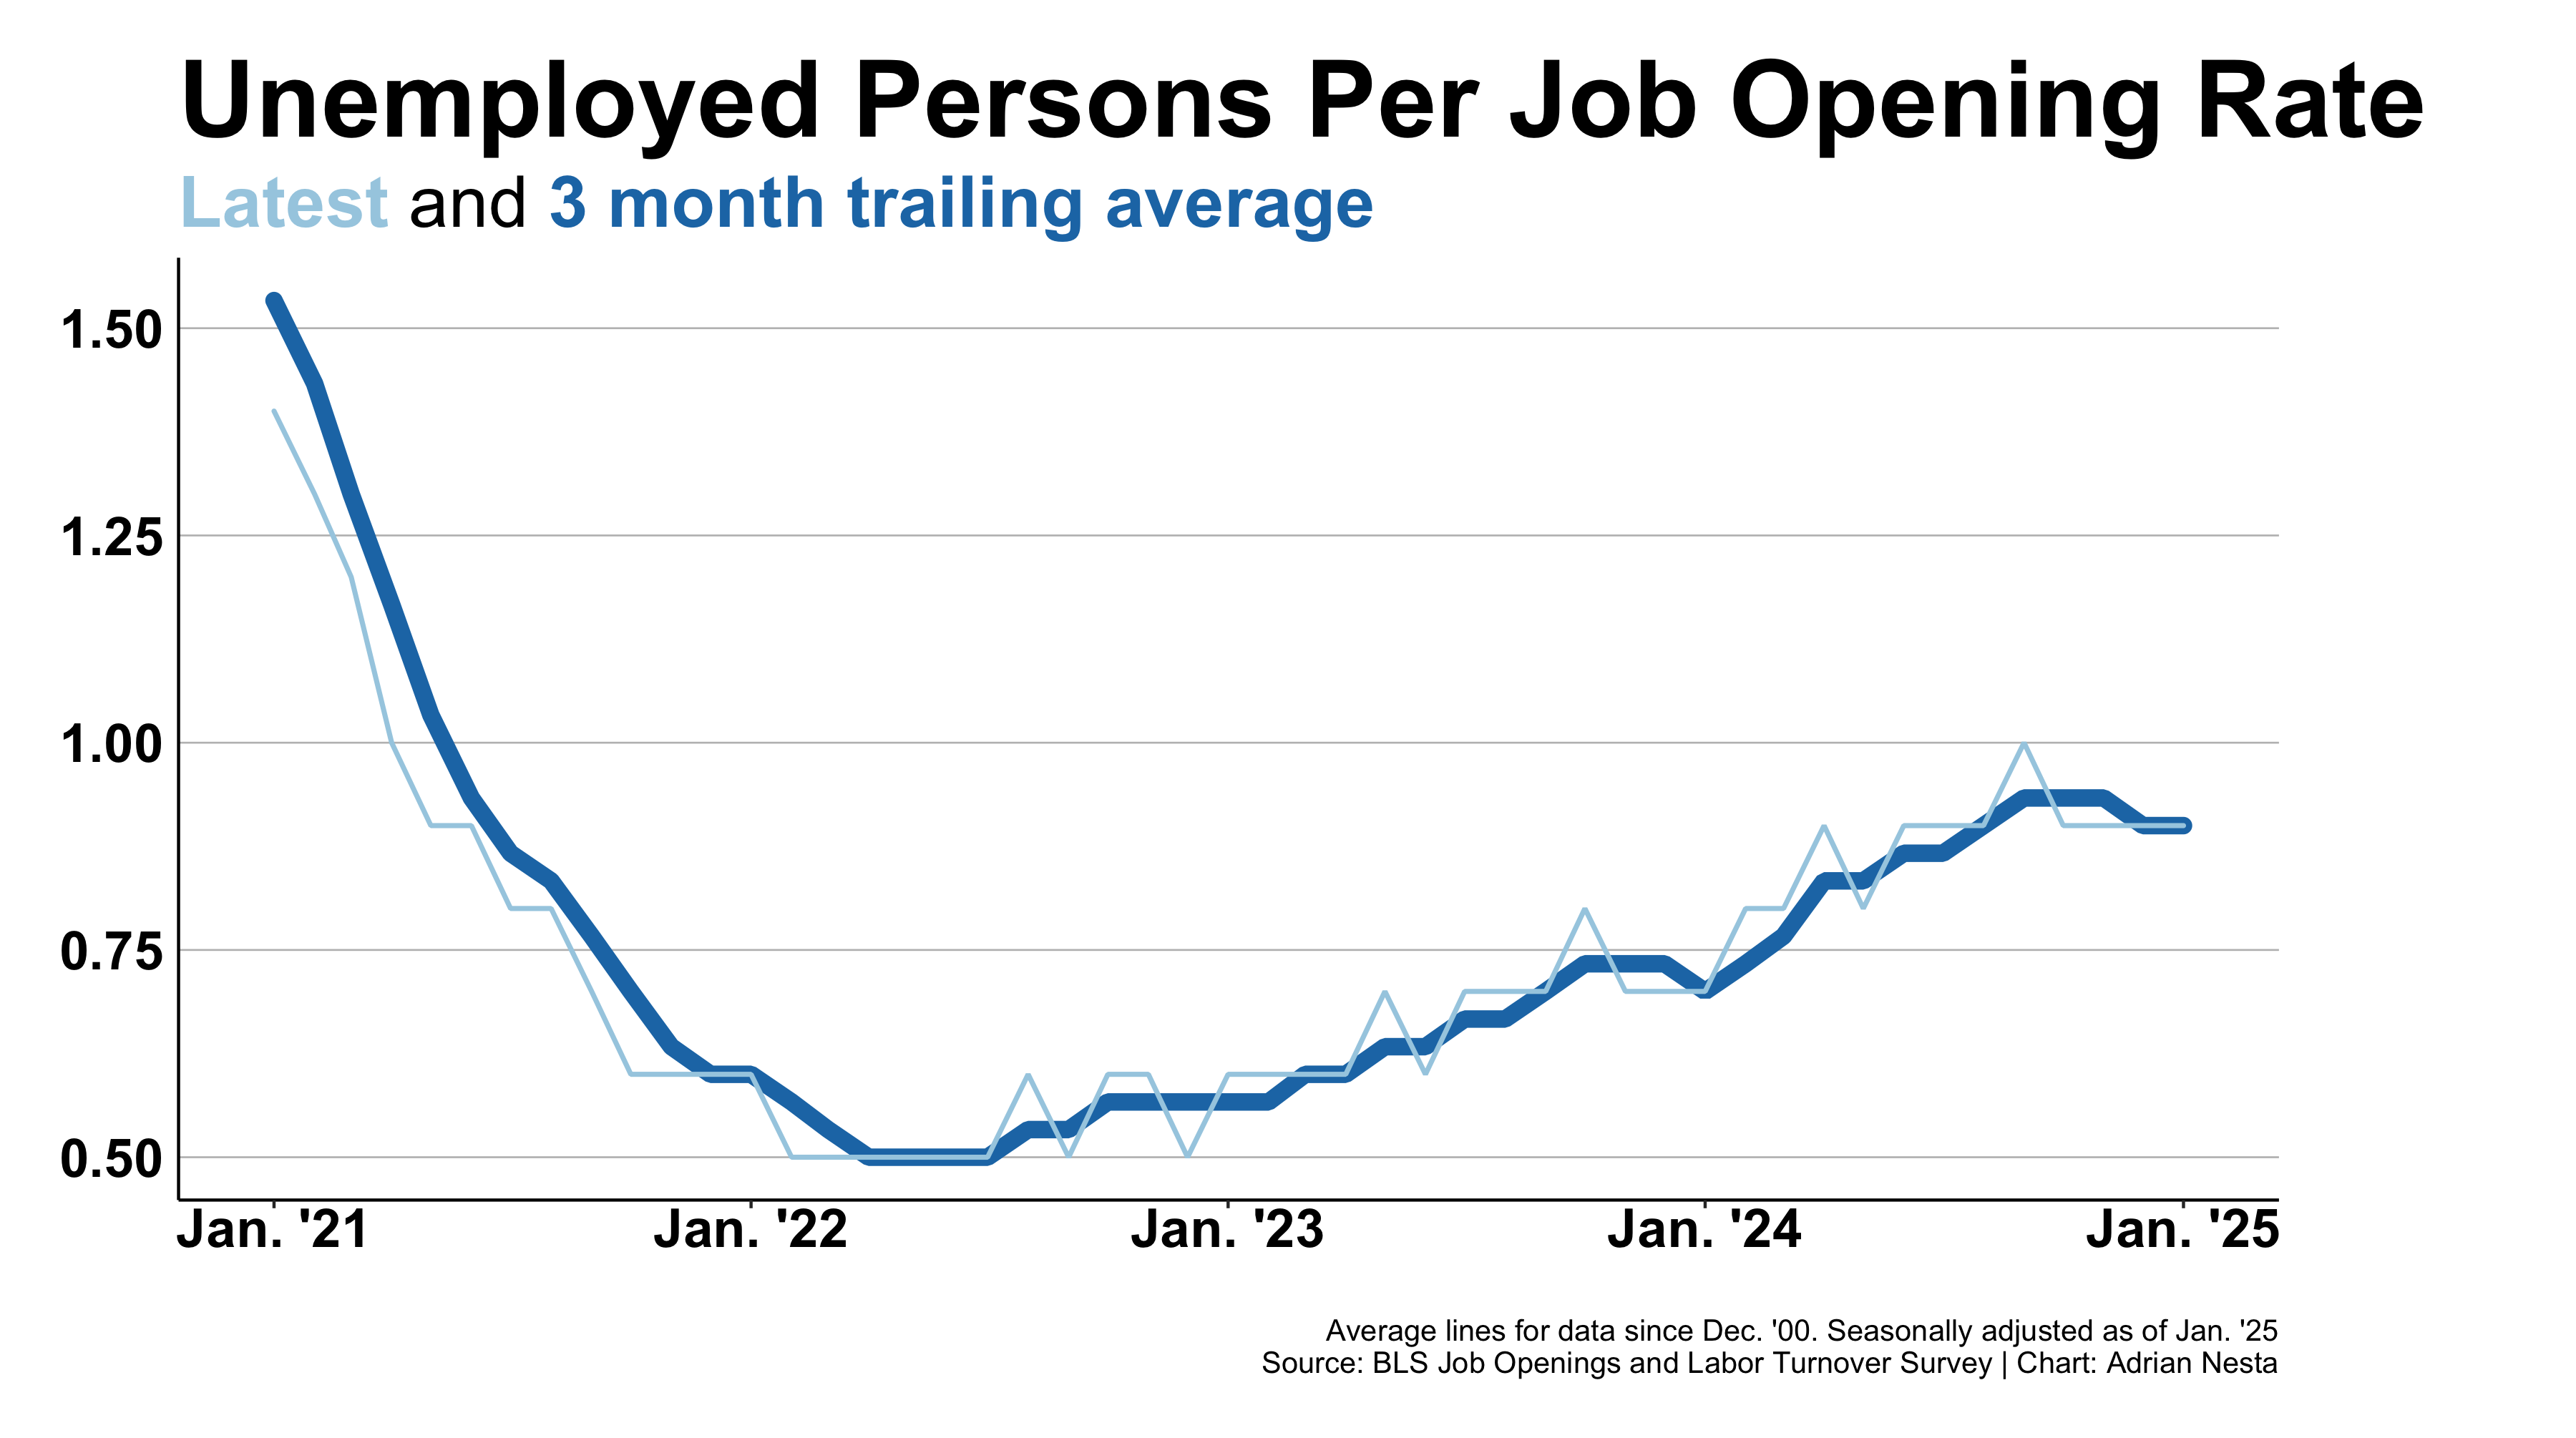 Unemployed Persons Per Job Opening Rate
Latest and 3 month trailing average
1.50
1.25
1.00
0.75
0.50
Jan. '21 Jan. '22 Jan. '23 Jan. '24 Jan. '25
Average lines for data since Dec. '00. Seasonally adjusted as of Jan. '25
Source: BLS Job Openings and Labor Turnover Survey | Chart: Adrian Nesta